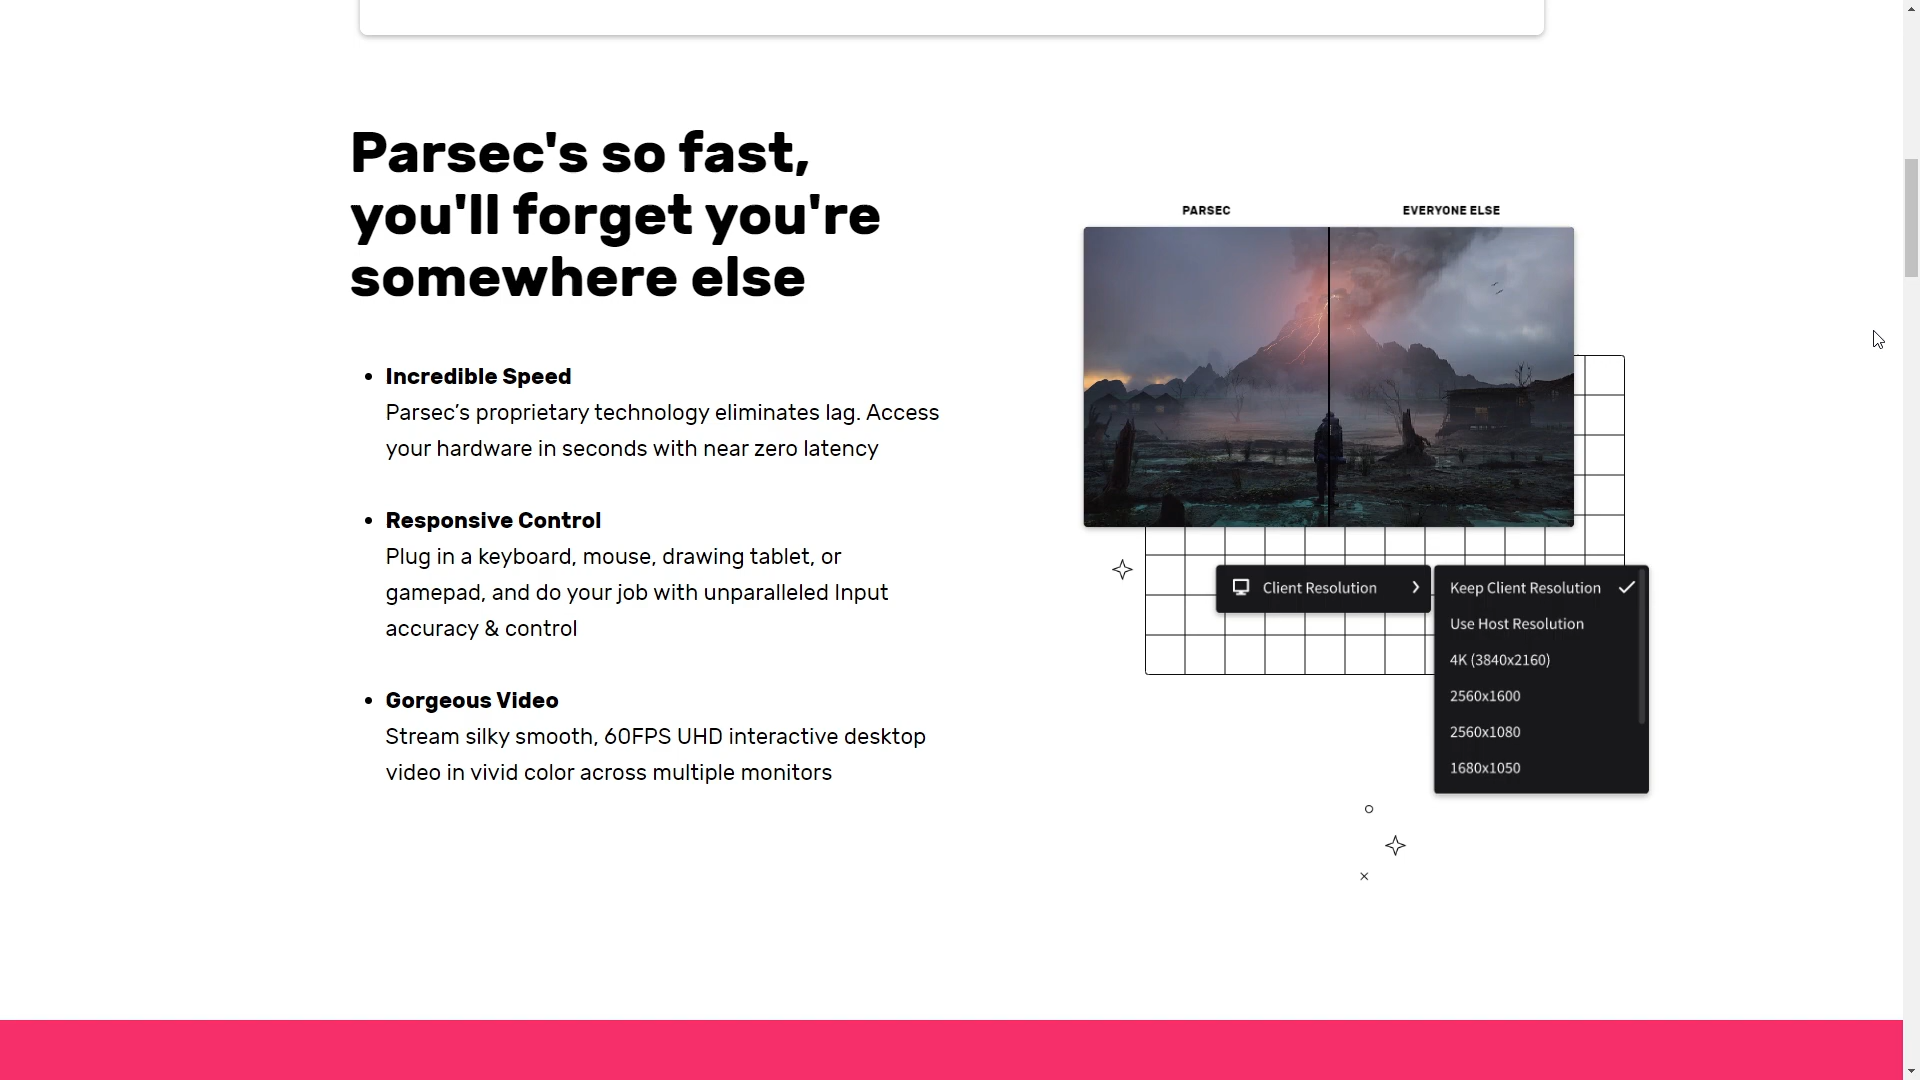 Parsec's so fast,
you'll forget you're
somewhere else
Incredible Speed
Parsec’s proprietary technology eliminates lag. Access
your hardware in seconds with near zero latency
Responsive Control
Plug in a keyboard, mouse, drawing tablet, or
gamepad, and do your job with unparalleled Input
accuracy & control
Gorgeous Video
Stream silky smooth, 60FPS UHD interactive desktop
video in vivid color across multiple monitors
PARSEC
EVERYONE ELSE
Client Resolution
Keep Client Resolution
Use Host Resolution
4K (3840x2160)
2560x1600
2560x1080
1680x1050